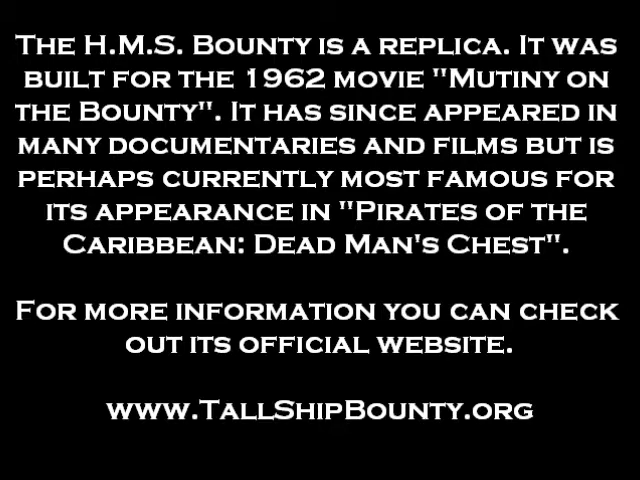 The H.M.S. Bounty is a replica. It was
built for the 1962 movie "Mutiny on
the Bounty". It has since appeared in
many documentaries and films but is
perhaps currently most famous for
its appearance in "Pirates of the
Caribbean: Dead Man's Chest".
For more information you can check
out its official website.
www.TallShipBounty.org